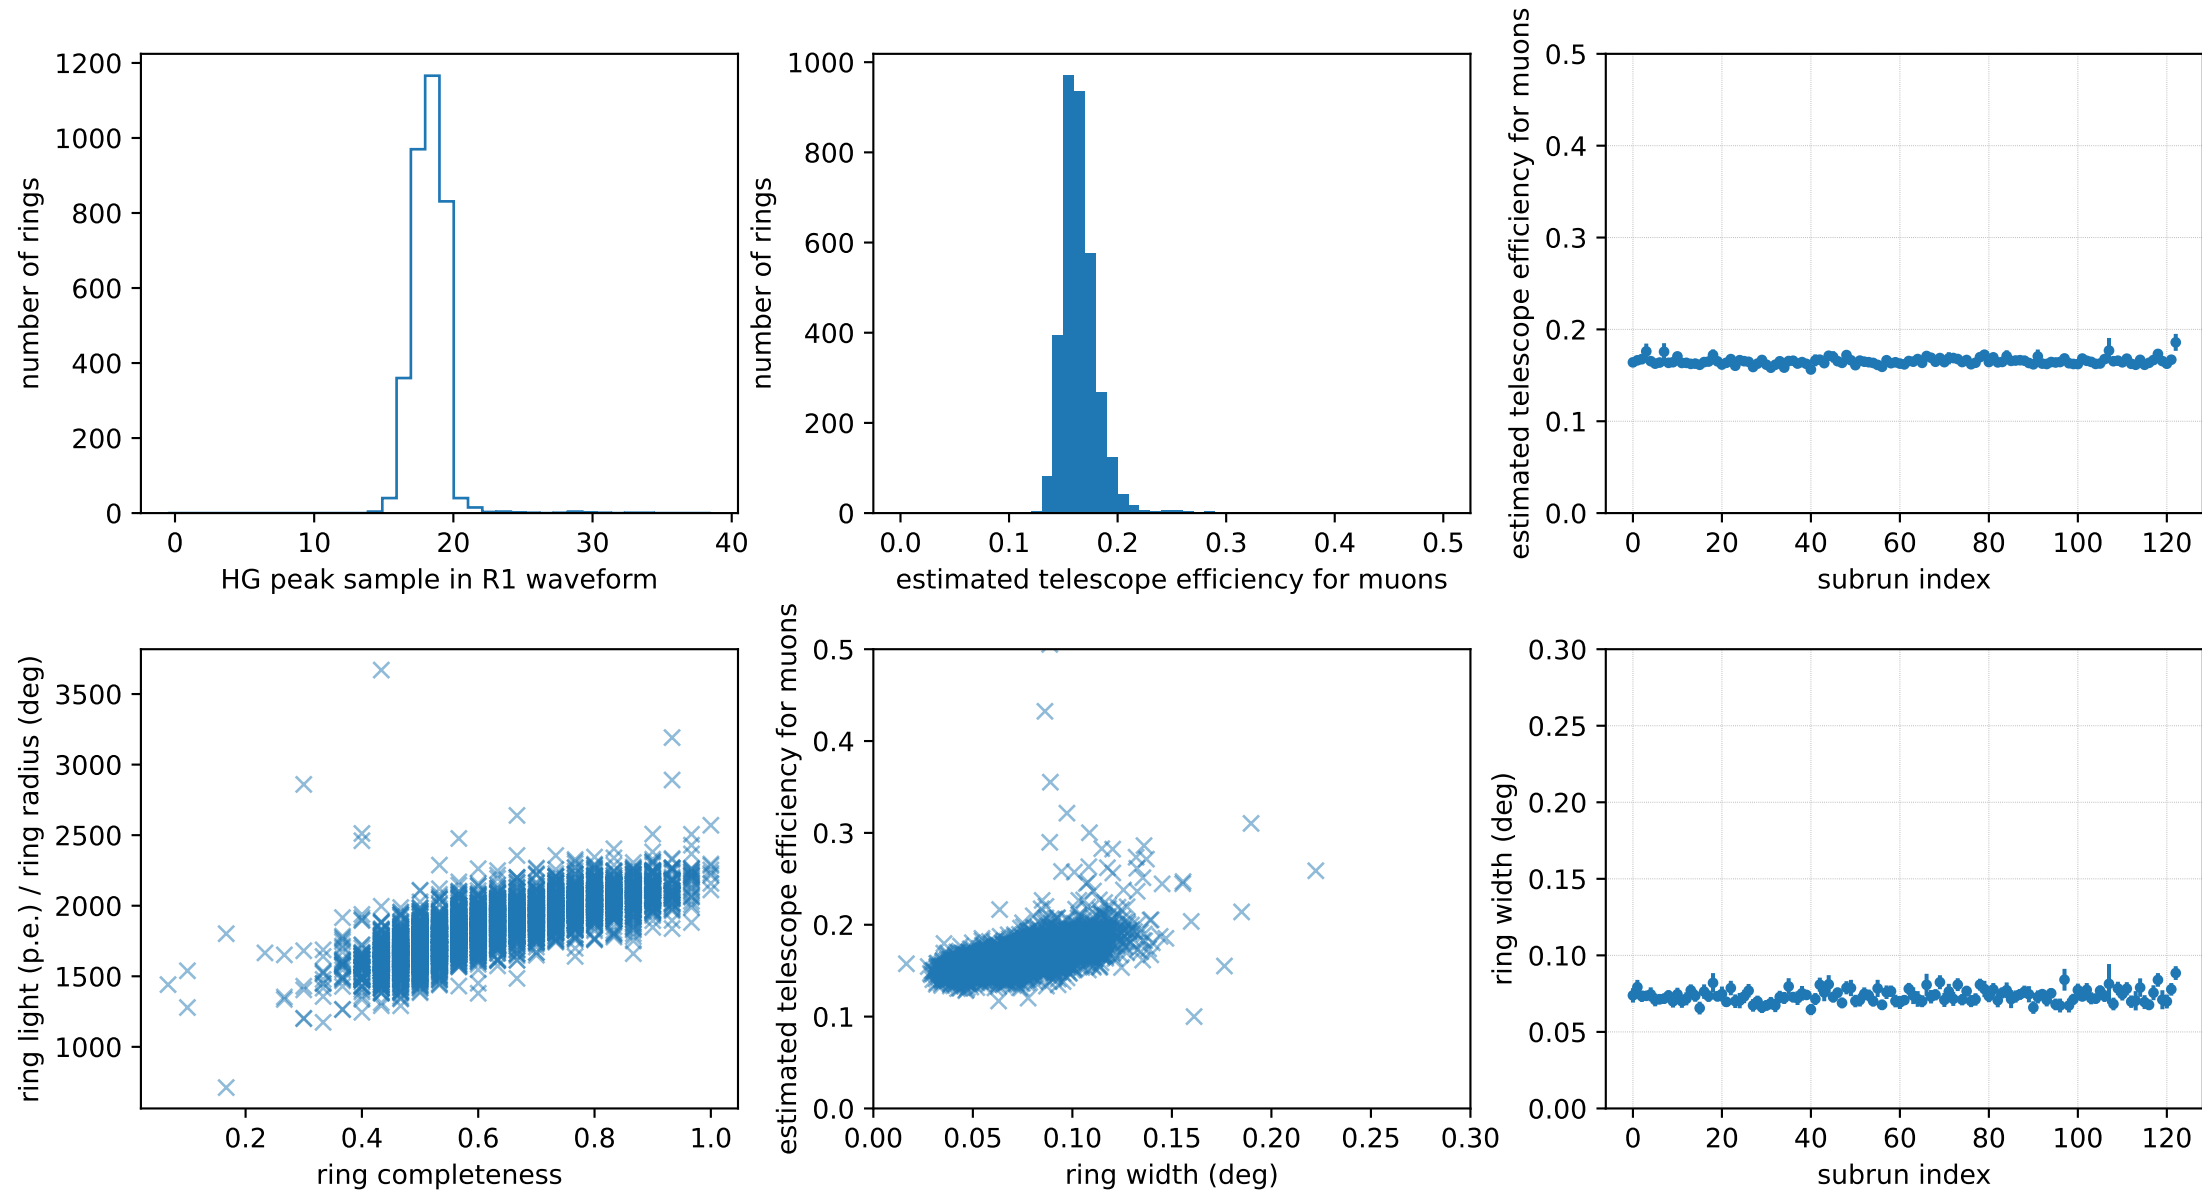 number of rings
1200
1000
800
600
400
200
0
0 10 20 30 40
HG peak sample in R1 waveform
number of rings
1000
800
600
400
200
0
0.0 0.1 0.2 0.3 0.4 0.5
estimated telescope efficiency for muons
estimated telescope efficiency for muons
0.5
0.4
0.3
0.2
0.1
0.0
0 20 40 60 80 100 120
subrun index
ring light (p.e.) / ring radius (deg)
3500
3000
2500
2000
1500
1000
0.2 0.4 0.6 0.8 1.0
ring completeness
estimated telescope efficiency for muons
0.5
0.4
0.3
0.2
0.1
0.0
0.00 0.05 0.10 0.15 0.20 0.25 0.30
ring width (deg)
ring width (deg)
0.30
0.25
0.20
0.15
0.10
0.05
0.00
0 20 40 60 80 100 120
subrun index